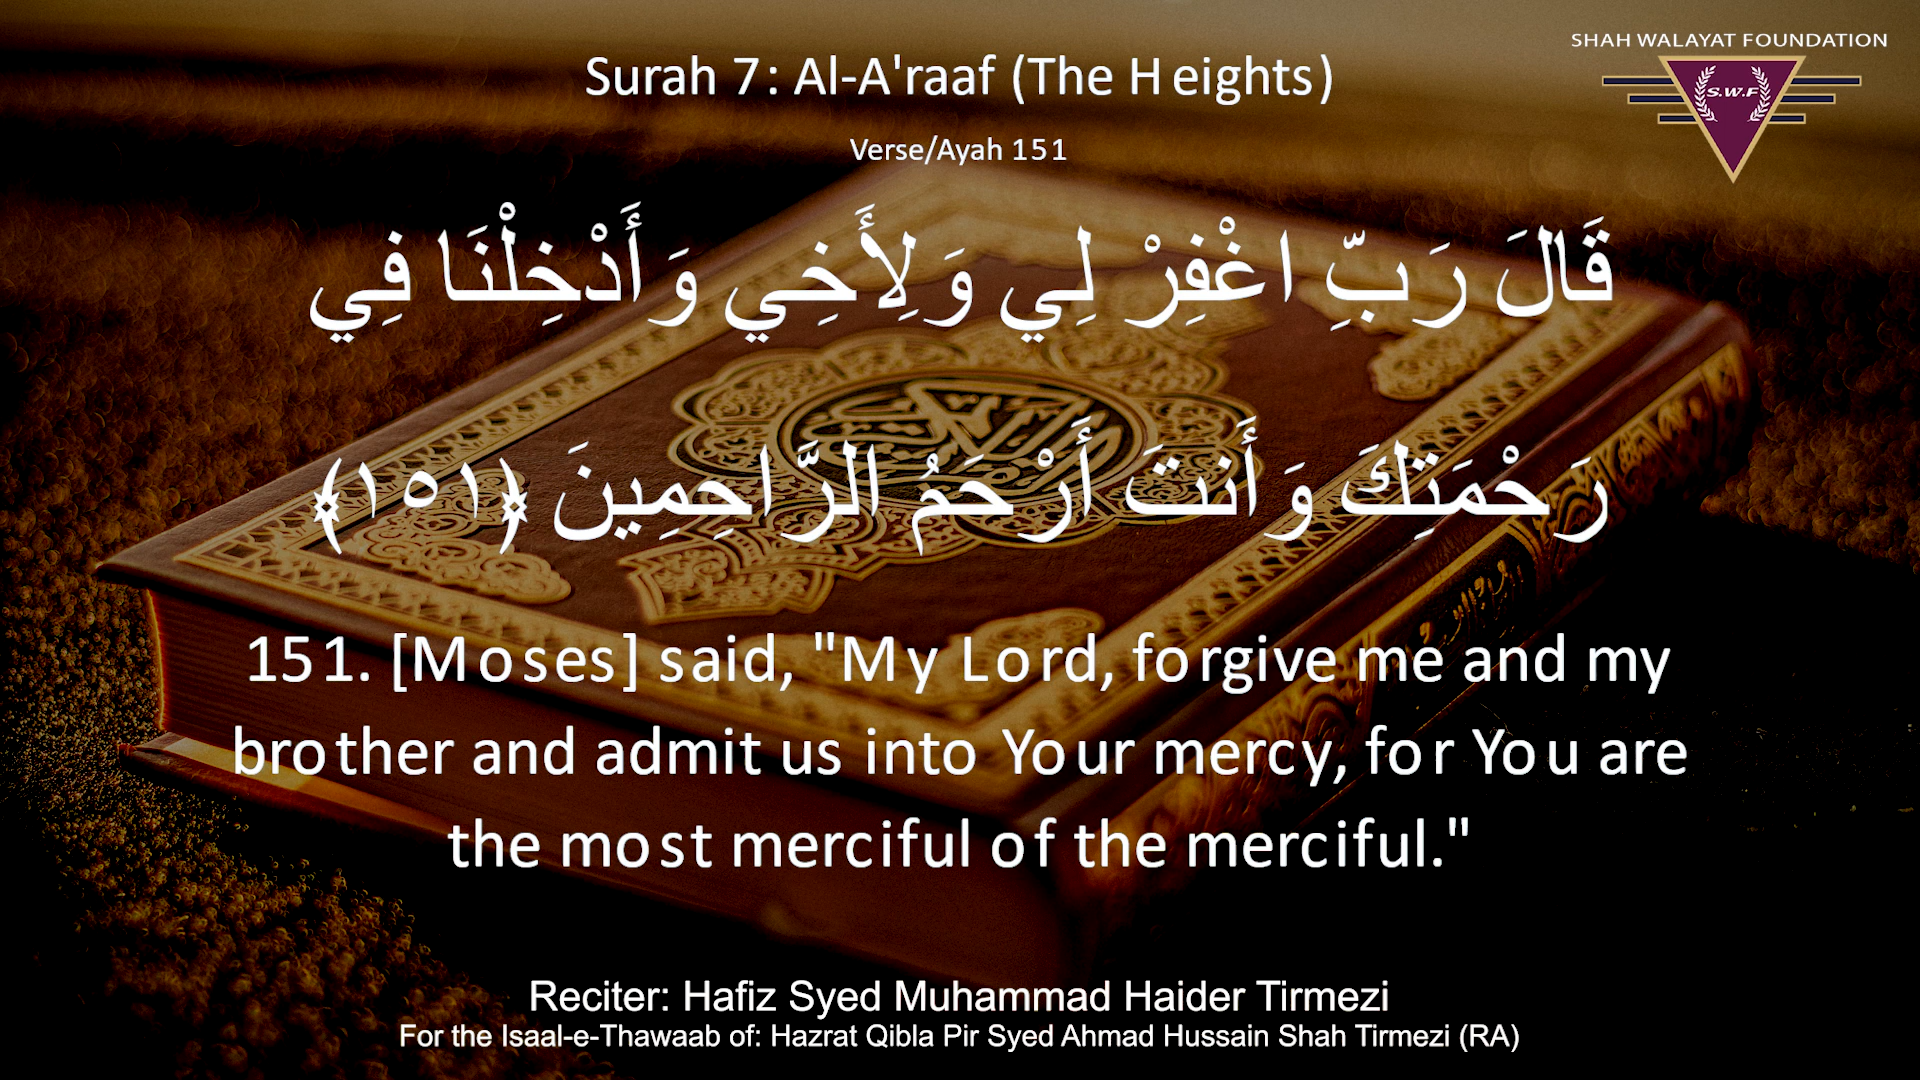 SHAH WALAYAT FOUNDATION
S.W.F
Surah 7: Al-A'raaf (The Heights)
Verse/Ayah 151
قَالَ رَبِّ اغْفِرْ لِي وَلِأَخِي وَأَدْخِلْنَا فِي
رَحْمَتِكَ وَأَنتَ أَرْحَمُ الرَّاحِمِينَ ﴿١٥١﴾
151. [Moses] said, "My Lord, forgive me and my
brother and admit us into Your mercy, for You are
the most merciful of the merciful."
Reciter: Hafiz Syed Muhammad Haider Tirmezi
For the Isaal-e-Thawaab of: Hazrat Qibla Pir Syed Ahmad Hussain Shah Tirmezi (RA)